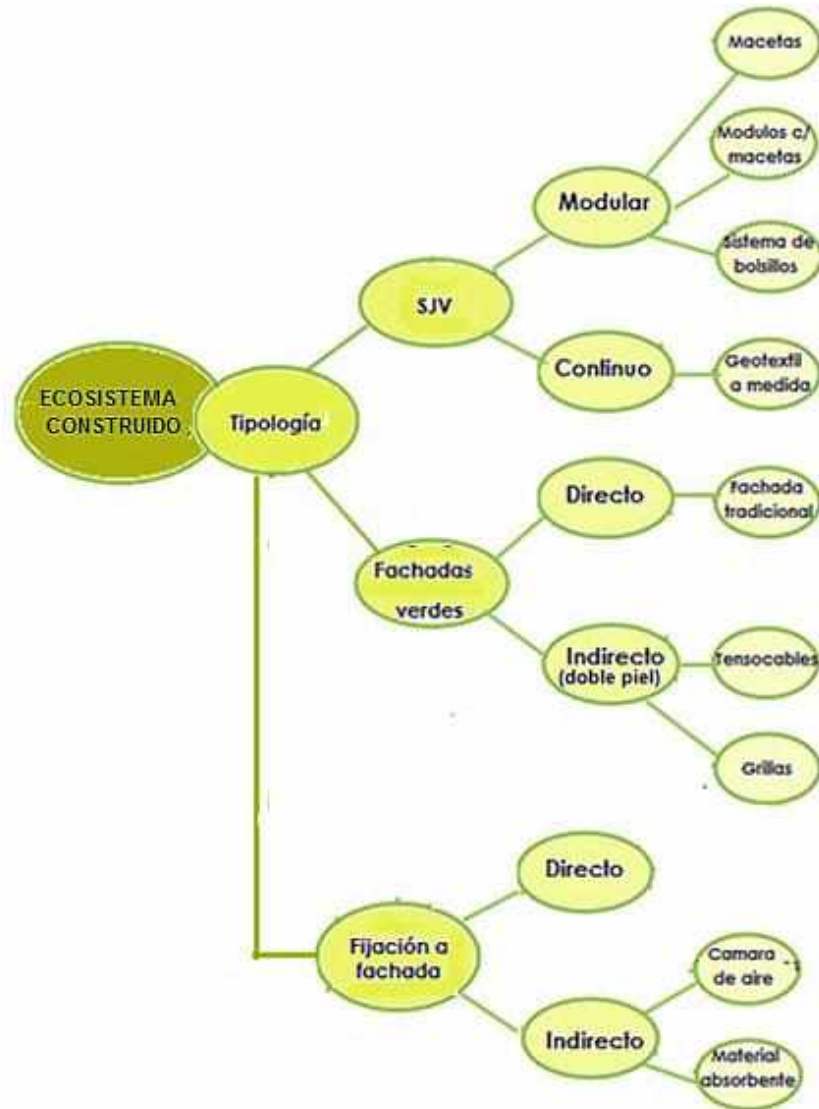 Macetas
Modulos c/
macetas
Modular
Sistema de
bolsillos
SJV
Continuo
Geotextil
a medida
ECOSISTEMA
CONSTRUIDO
Tipología
Directo
Fachada
tradicional
Fachadas
verdes
Indirecto
(doble piel)
Tensocables
Grillas
Directo
Fijación a
fachada
Camara
de aire
Indirecto
Material
absorbente